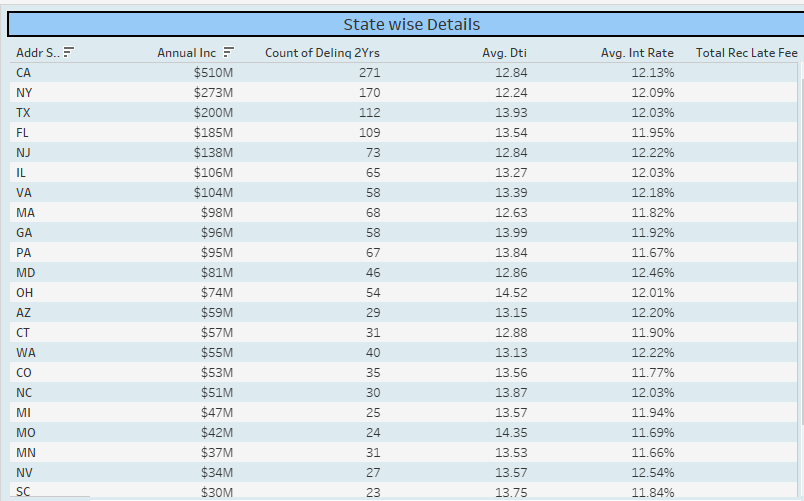 State wise Details
Addr S.. Annual Inc Count of Delinq 2Yrs Avg. Dti Avg. Int Rate Total Rec Late Fee
CA $510M 271 12.84 12.13%
NY $273M 170 12.24 12.09%
TX $200M 112 13.93 12.03%
FL $185M 109 13.54 11.95%
NJ $138M 73 12.84 12.22%
IL $106M 65 13.27 12.03%
VA $104M 58 13.39 12.18%
MA $98M 68 12.63 11.82%
GA $96M 58 13.99 11.92%
PA $95M 67 13.84 11.67%
MD $81M 46 12.86 12.46%
OH $74M 54 14.52 12.01%
AZ $59M 29 13.15 12.20%
CT $57M 31 12.88 11.90%
WA $55M 40 13.13 12.22%
CO $53M 35 13.56 11.77%
NC $51M 30 13.87 12.03%
MI $47M 25 13.57 11.94%
MO $42M 24 14.35 11.69%
MN $37M 31 13.53 11.66%
NV $34M 27 13.57 12.54%
SC $30M 23 13.75 11.84%